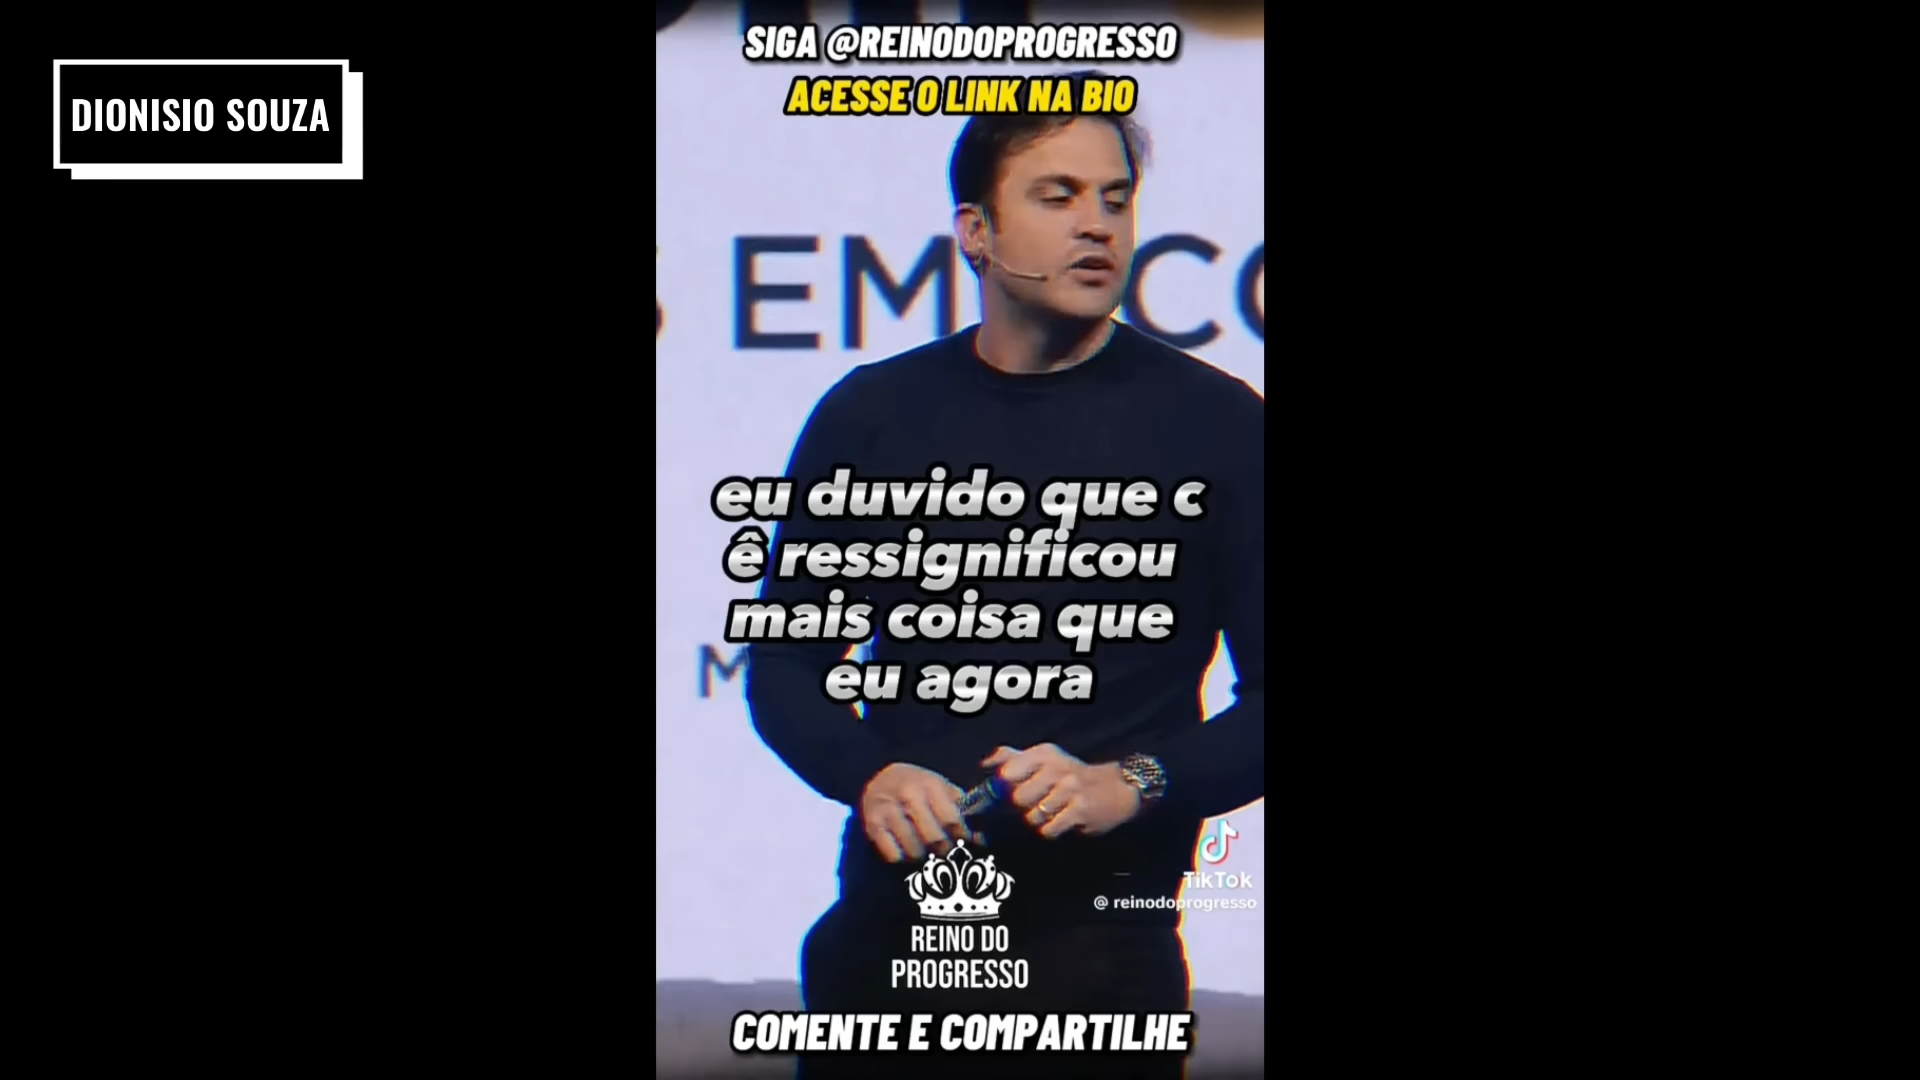 SIGA @REINODOPROGRESSO
ACESSE O LINK NA BIO
DIONISIO SOUZA
EM
CO
eu duvido que c
ê ressignificou
mais coisa que
eu agora
M
TikTok
@ reinodoprogresso
REINO DO
PROGRESSO
COMENTE E COMPARTILHE